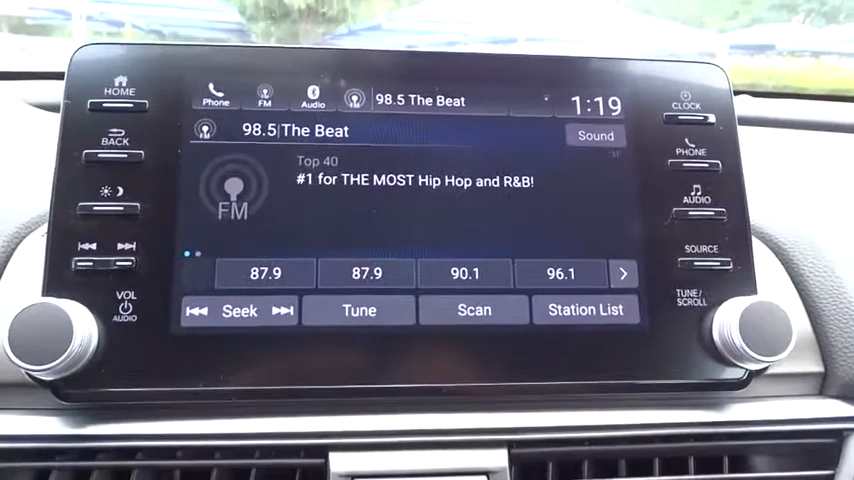 HOME
Phone
FM
Audio
FM
98.5 The Beat
1:19
CLOCK
98.5|The Beat
Sound
BACK
PHONE
Top 40
#1 for THE MOST Hip Hop and R&B!
FM
AUDIO
SOURCE
87.9
87.9
90.1
96.1
VOL
AUDIO
TUNE/
SCROLL
Seek
Tune
Scan
Station List